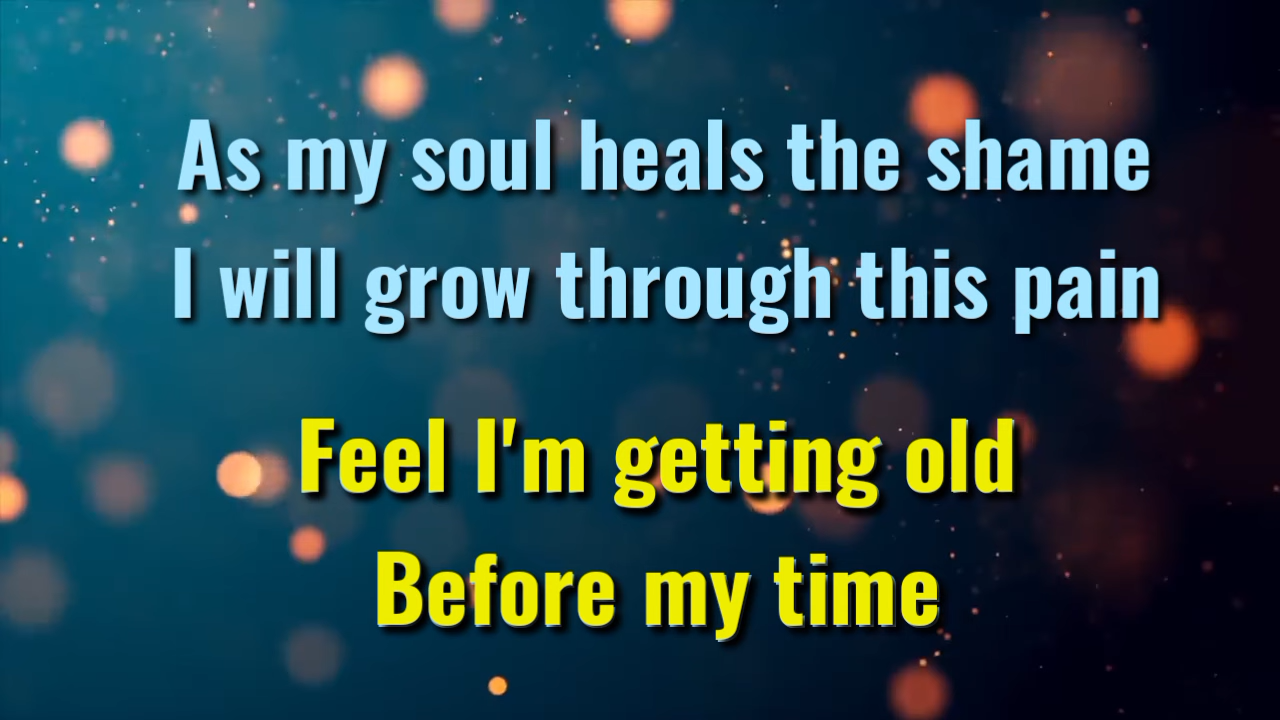 As my soul heals the shame
I will grow through this pain
Feel I'm getting old
Before my time